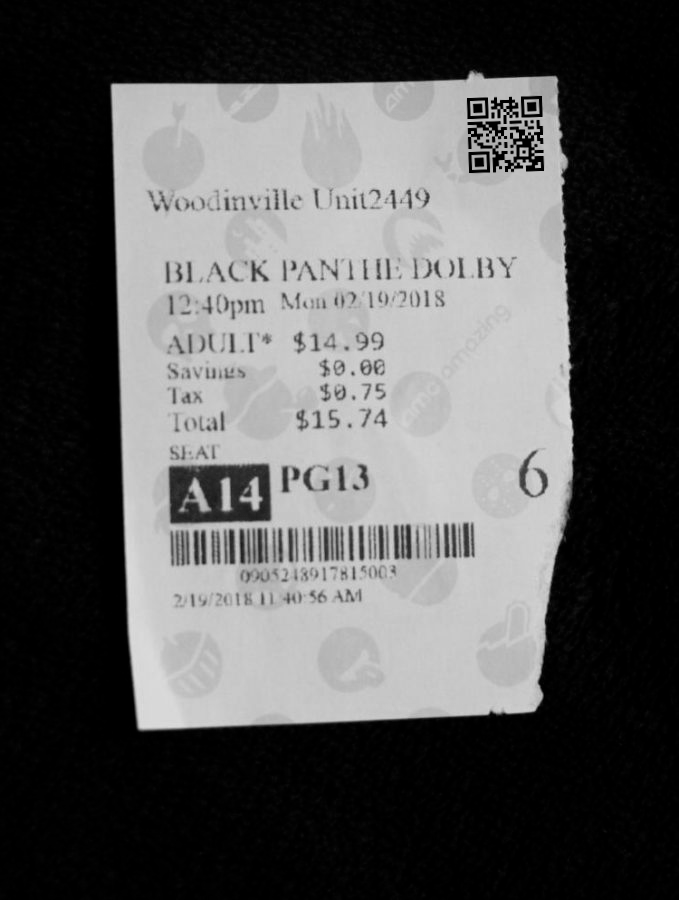 Woodinville Unit2449
BLACK PANTHE DOLBY
12:40pm Mon 02/19/2018
ADULT* $14.99
Savings $0.00
Tax $0.75
Total $15.74
SEAT
A14 PG13 6
0905248917815003
2/19/2018 11:40:56 AM
amc amazing
amc